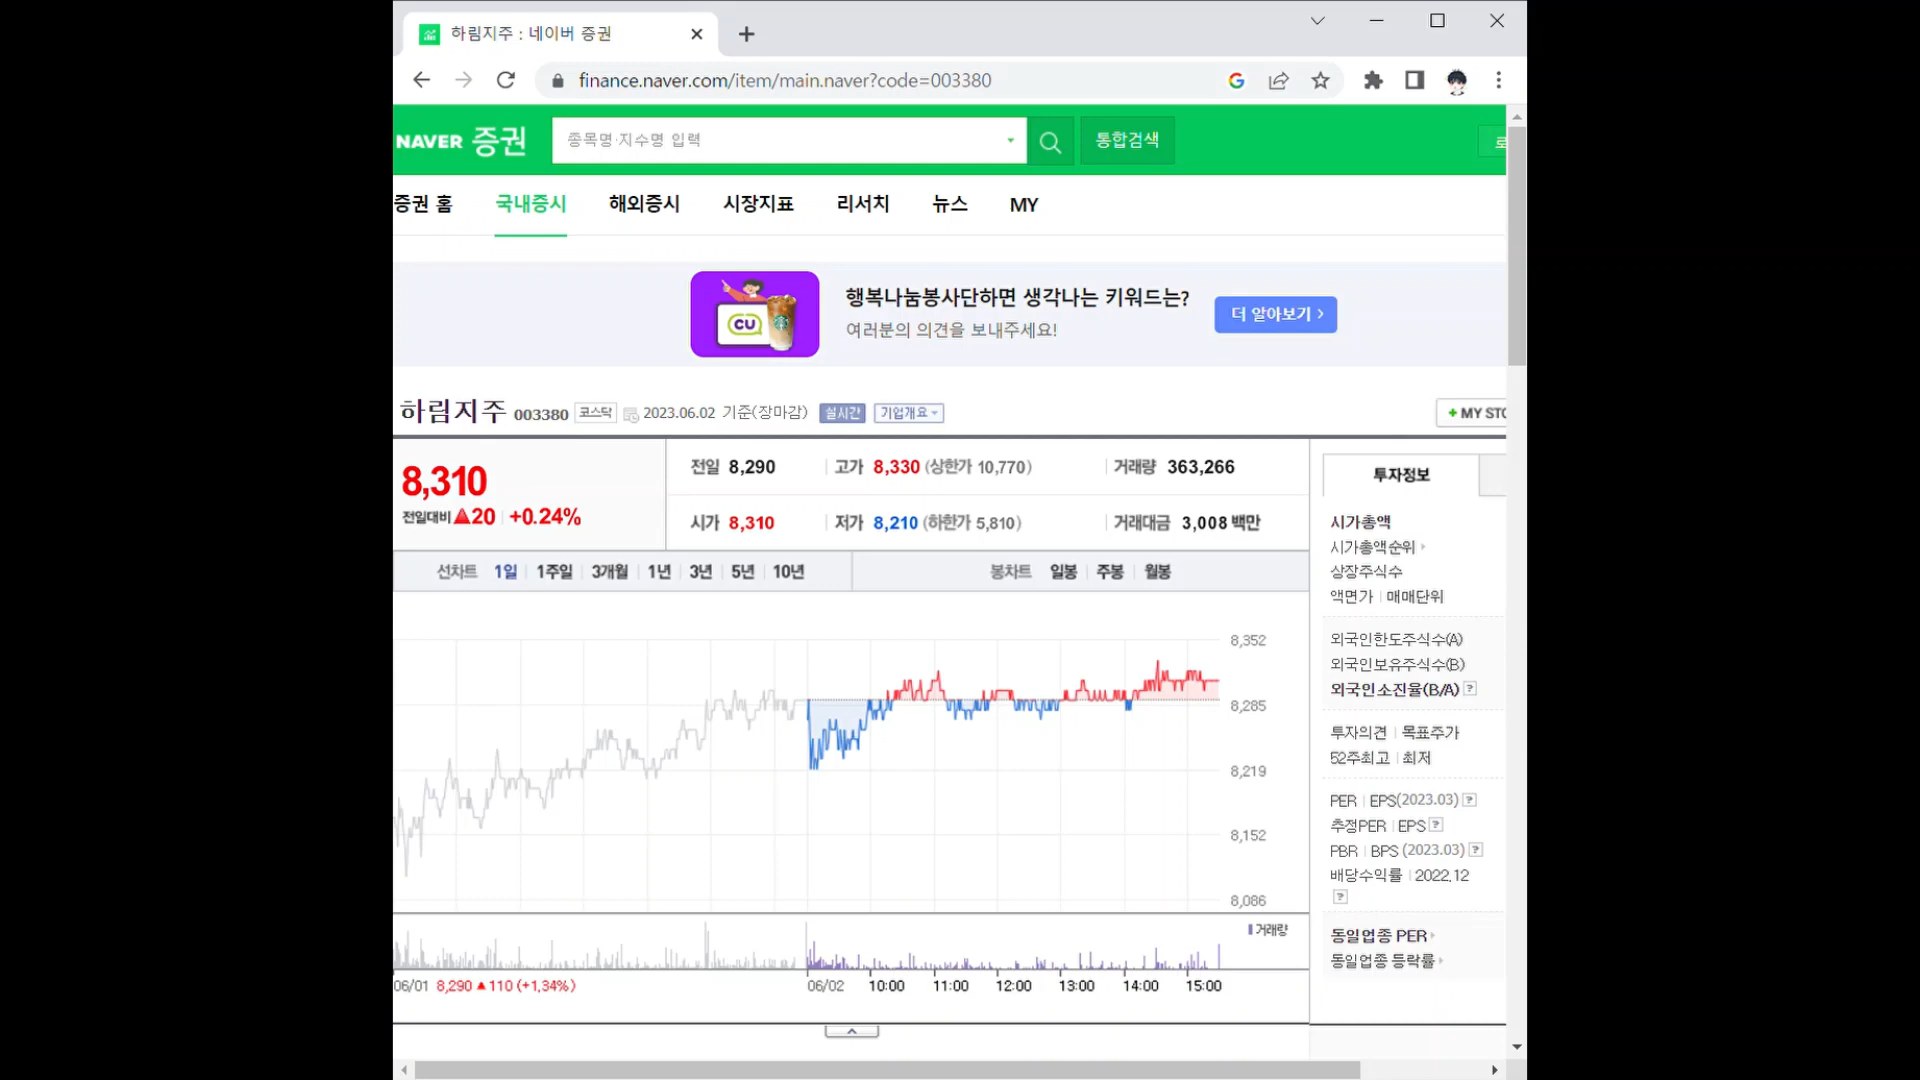 하림지주 : 네이버 증권
finance.naver.com/item/main.naver?code=003380
NAVER 증권 종목명·지수명 입력 통합검색 로
증권 홈 국내증시 해외증시 시장지표 리서치 뉴스 MY
CU
행복나눔봉사단하면 생각나는 키워드는?
여러분의 의견을 보내주세요!
더 알아보기 >
하림지주 003380 코스닥 2023.06.02 기준(장마감) 실시간 기업개요
+ MY STO
8,310
전일대비 ▲20 +0.24%
전일 8,290 고가 8,330 (상한가 10,770) 거래량 363,266
시가 8,310 저가 8,210 (하한가 5,810) 거래대금 3,008 백만
선차트 1일 1주일 3개월 1년 3년 5년 10년 봉차트 일봉 주봉 월봉
8,352
8,285
8,219
8,152
8,086
거래량
06/01 8,290 ▲110 (+1.34%) 06/02 10:00 11:00 12:00 13:00 14:00 15:00
투자정보
시가총액
시가총액순위
상장주식수
액면가 | 매매단위
외국인한도주식수(A)
외국인보유주식수(B)
외국인소진율(B/A) ?
투자의견 | 목표주가
52주최고 | 최저
PER | EPS(2023.03) ?
추정PER | EPS ?
PBR | BPS (2023.03) ?
배당수익률 | 2022.12
?
동일업종 PER
동일업종 등락률